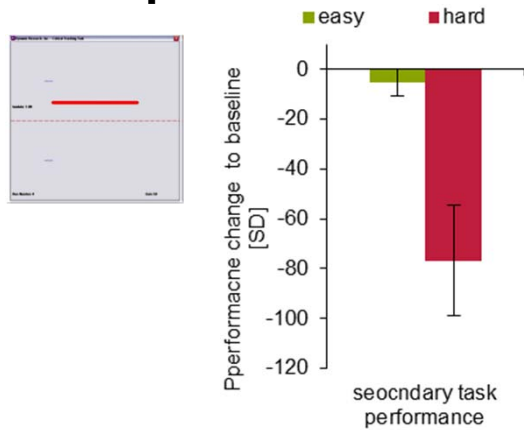 easy hard
0
-20
-40
-60
-80
-100
-120
Pperformacne change to baseline
[SD]
seocndary task
performance